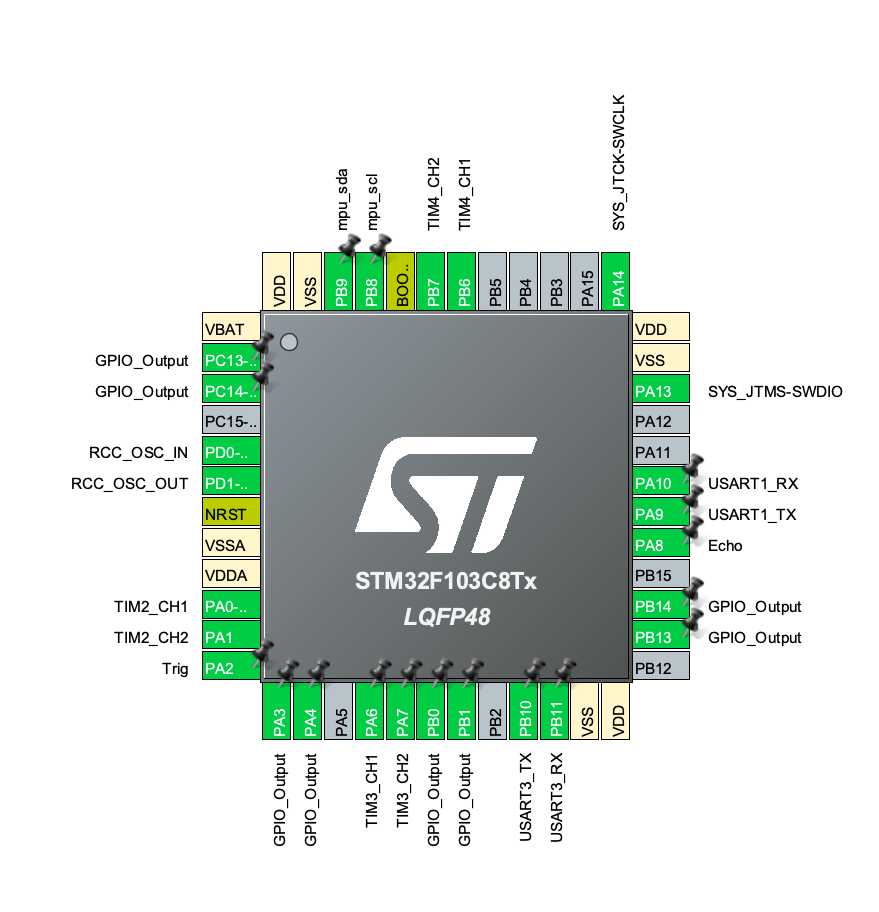 SYS_JTCK-SWCLK
mpu_sda
mpu_scl
TIM4_CH2
TIM4_CH1
VDD
VSS
PB9
PB8
BOO..
PB7
PB6
PB5
PB4
PB3
PA15
PA14
VBAT
VDD
GPIO_Output
PC13-..
VSS
GPIO_Output
PC14-..
PA13
SYS_JTMS-SWDIO
PC15-..
PA12
RCC_OSC_IN
PD0-..
PA11
RCC_OSC_OUT
PD1-..
PA10
USART1_RX
NRST
PA9
USART1_TX
VSSA
PA8
Echo
VDDA
PB15
STM32F103C8Tx
LQFP48
TIM2_CH1
PA0-..
PB14
GPIO_Output
TIM2_CH2
PA1
PB13
GPIO_Output
Trig
PA2
PB12
PA3
PA4
PA5
PA6
PA7
PB0
PB1
PB2
PB10
PB11
VSS
VDD
GPIO_Output
GPIO_Output
TIM3_CH1
TIM3_CH2
GPIO_Output
GPIO_Output
USART3_TX
USART3_RX